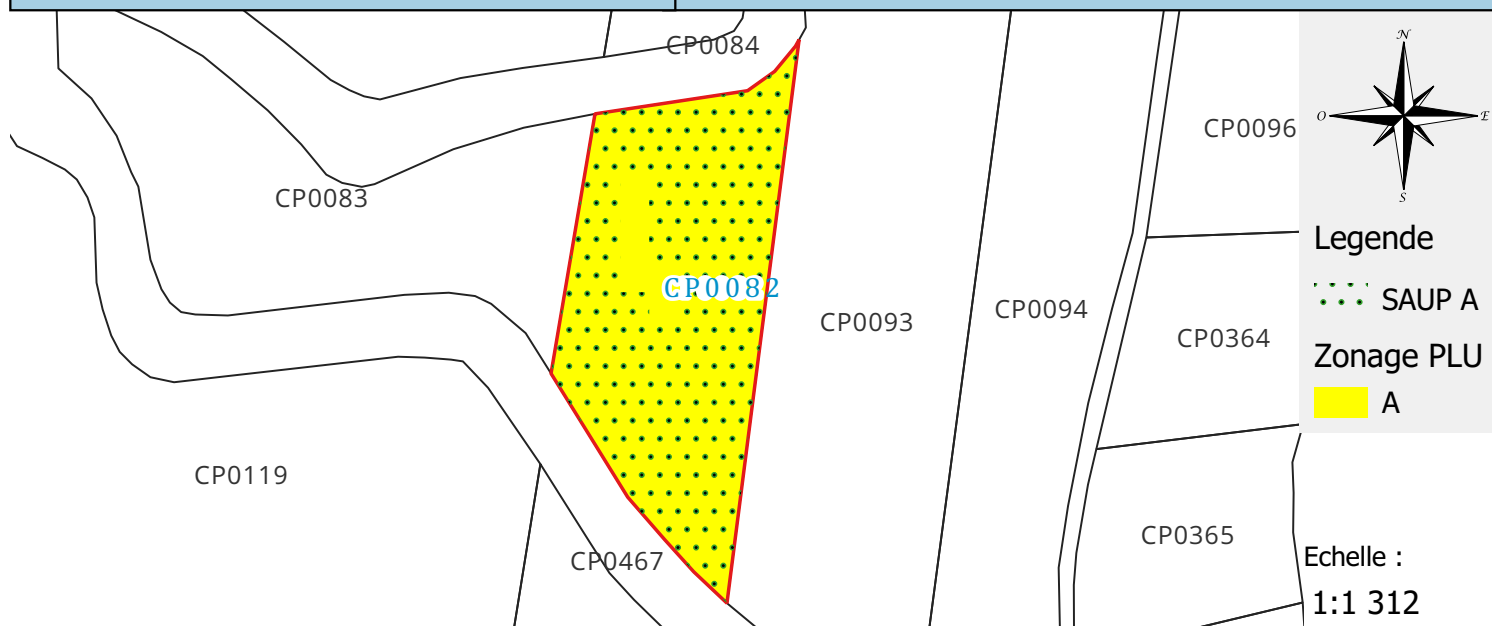 CP0084
N
O
E
S
CP0096
CP0083
Legende
SAUP A
CP0082
CP0093
CP0094
CP0364
Zonage PLU
A
CP0119
CP0467
CP0365
Echelle :
1:1 312